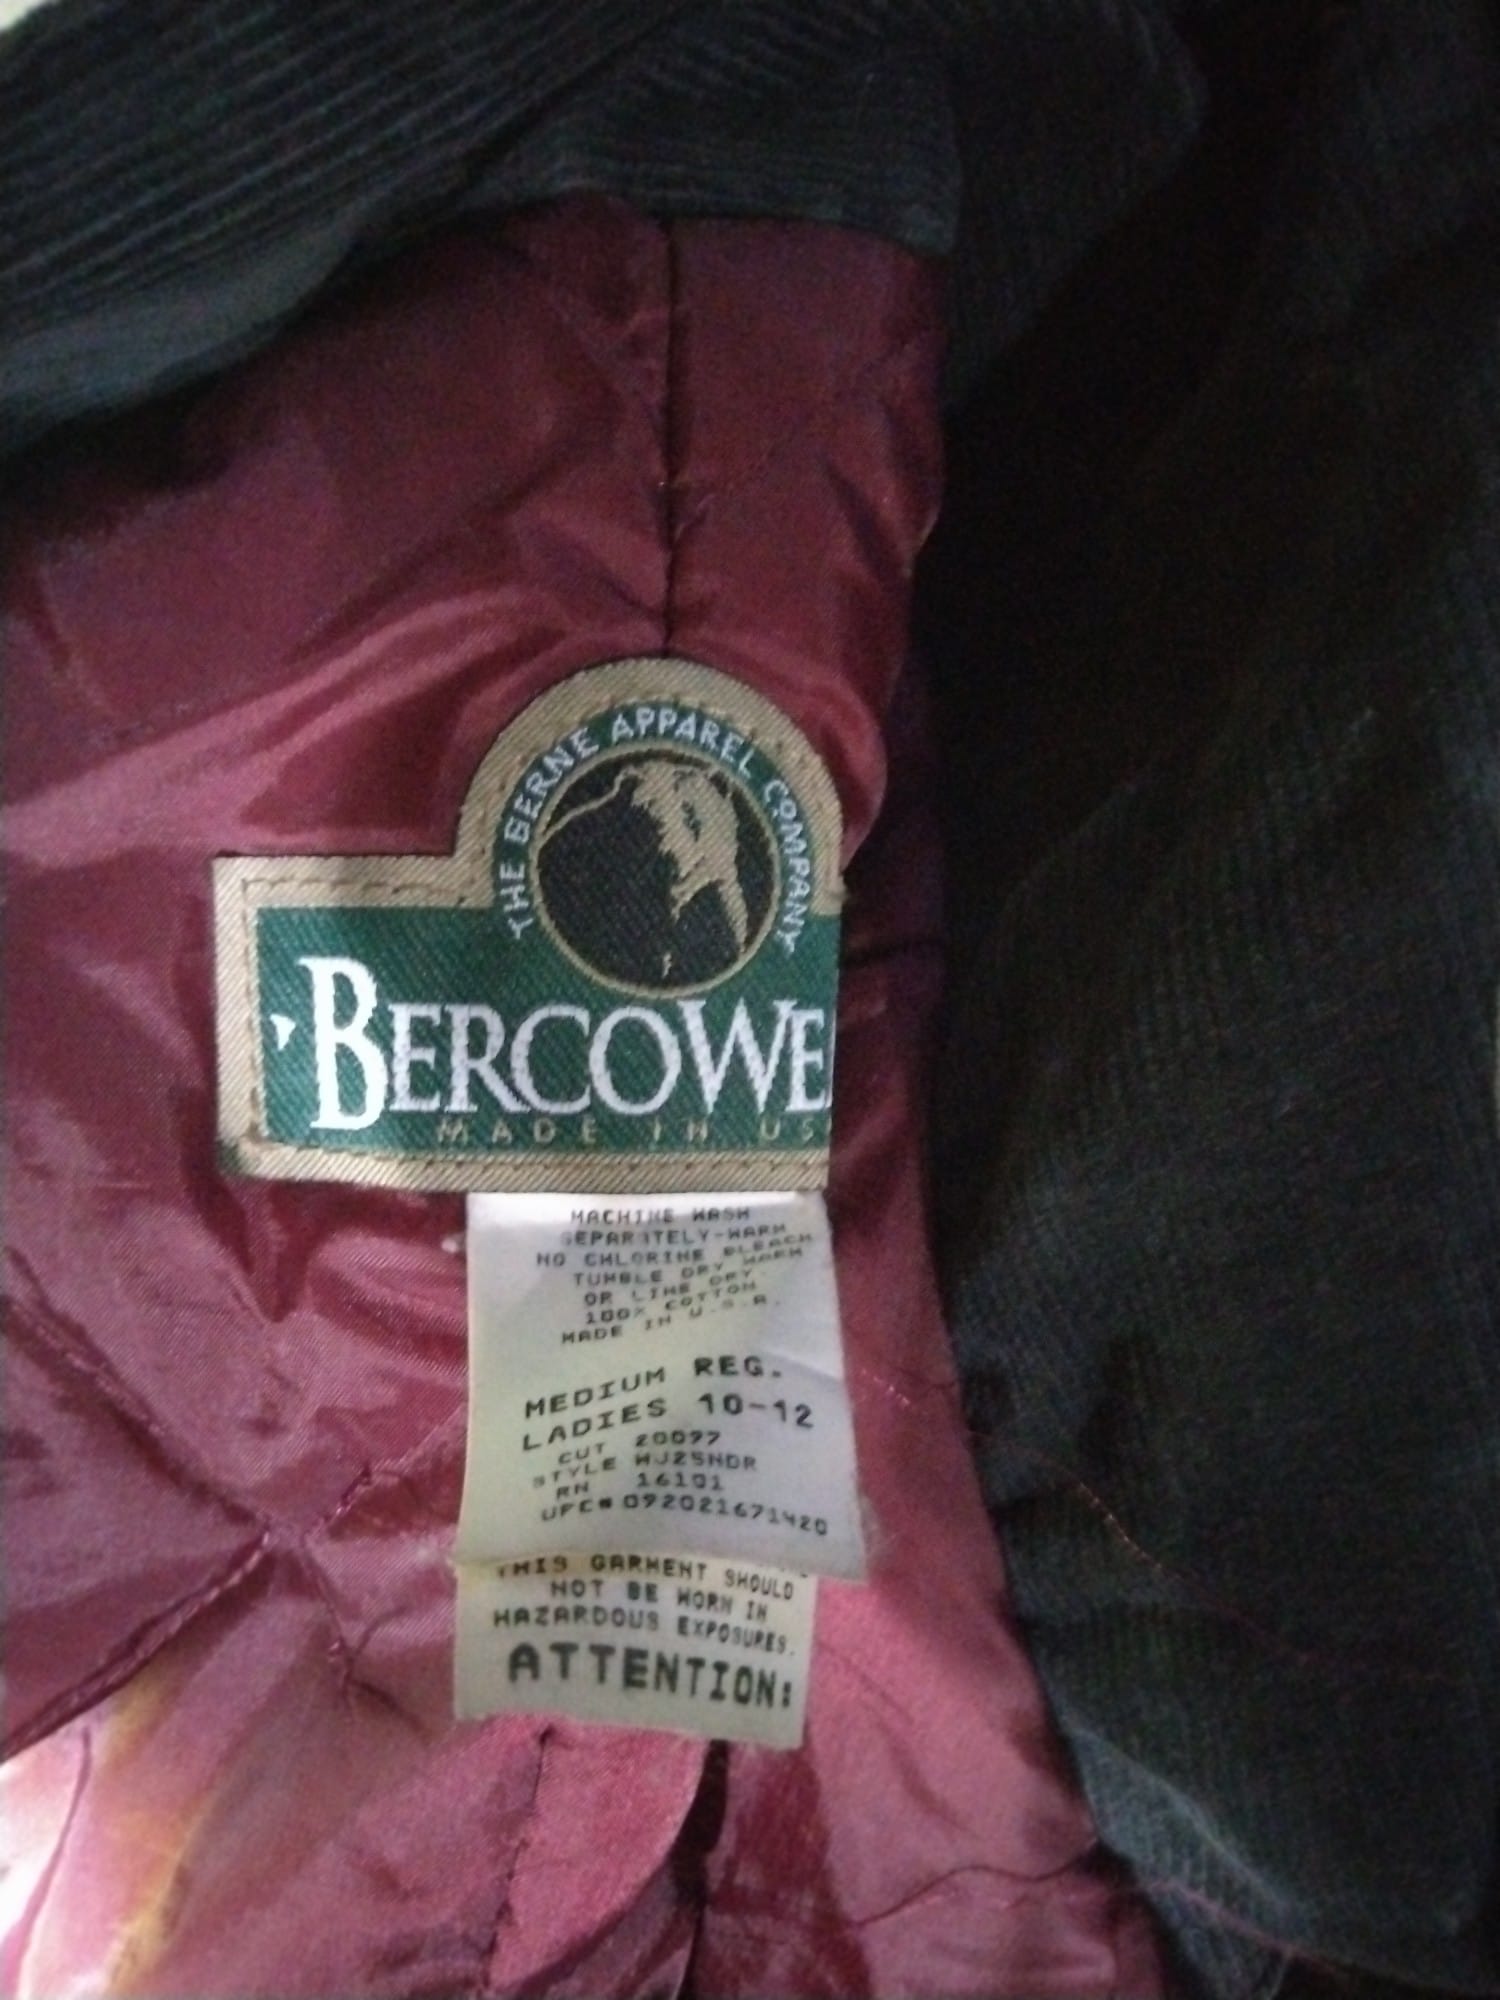 THE BERNE APPAREL COMPANY
BERCOWE
MADE IN US
MACHINE WASH
SEPARATELY-WARM
NO CHLORINE BLEACH
TUMBLE DRY WARM
OR LINE DRY
100% COTTON
MADE IN U.S.A.
MEDIUM REG.
LADIES 10-12
CUT 20097
STYLE WJ25NDR
RN 16101
UPC# 092021671420
THIS GARMENT SHOULD
NOT BE WORN IN
HAZARDOUS EXPOSURES.
ATTENTION: